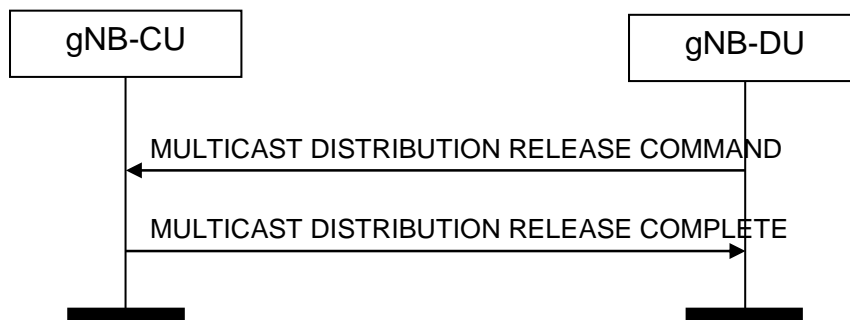 gNB-CU
gNB-DU
MULTICAST DISTRIBUTION RELEASE COMMAND
MULTICAST DISTRIBUTION RELEASE COMPLETE